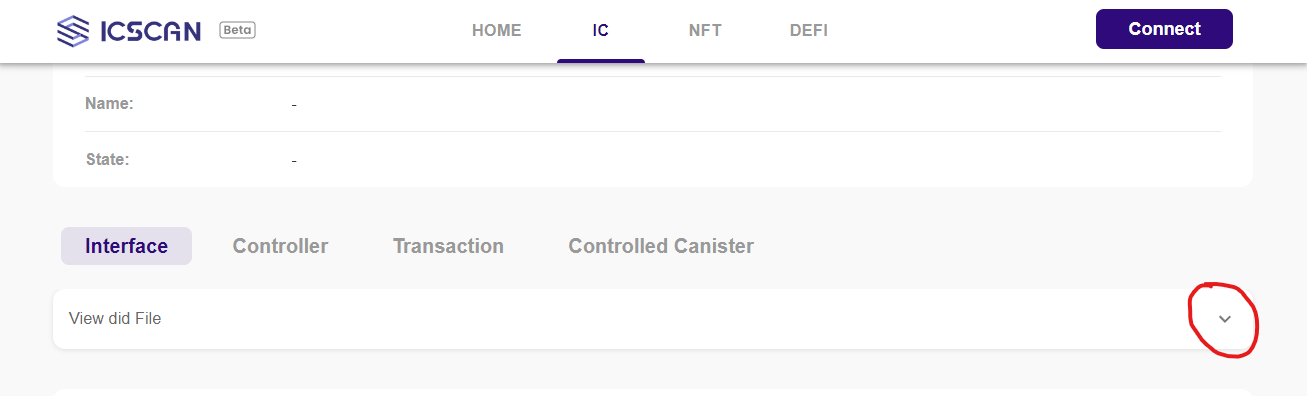 ICSCAN Beta HOME IC NFT DEFI Connect
Name: -
State: -
Interface Controller Transaction Controlled Canister
View did File